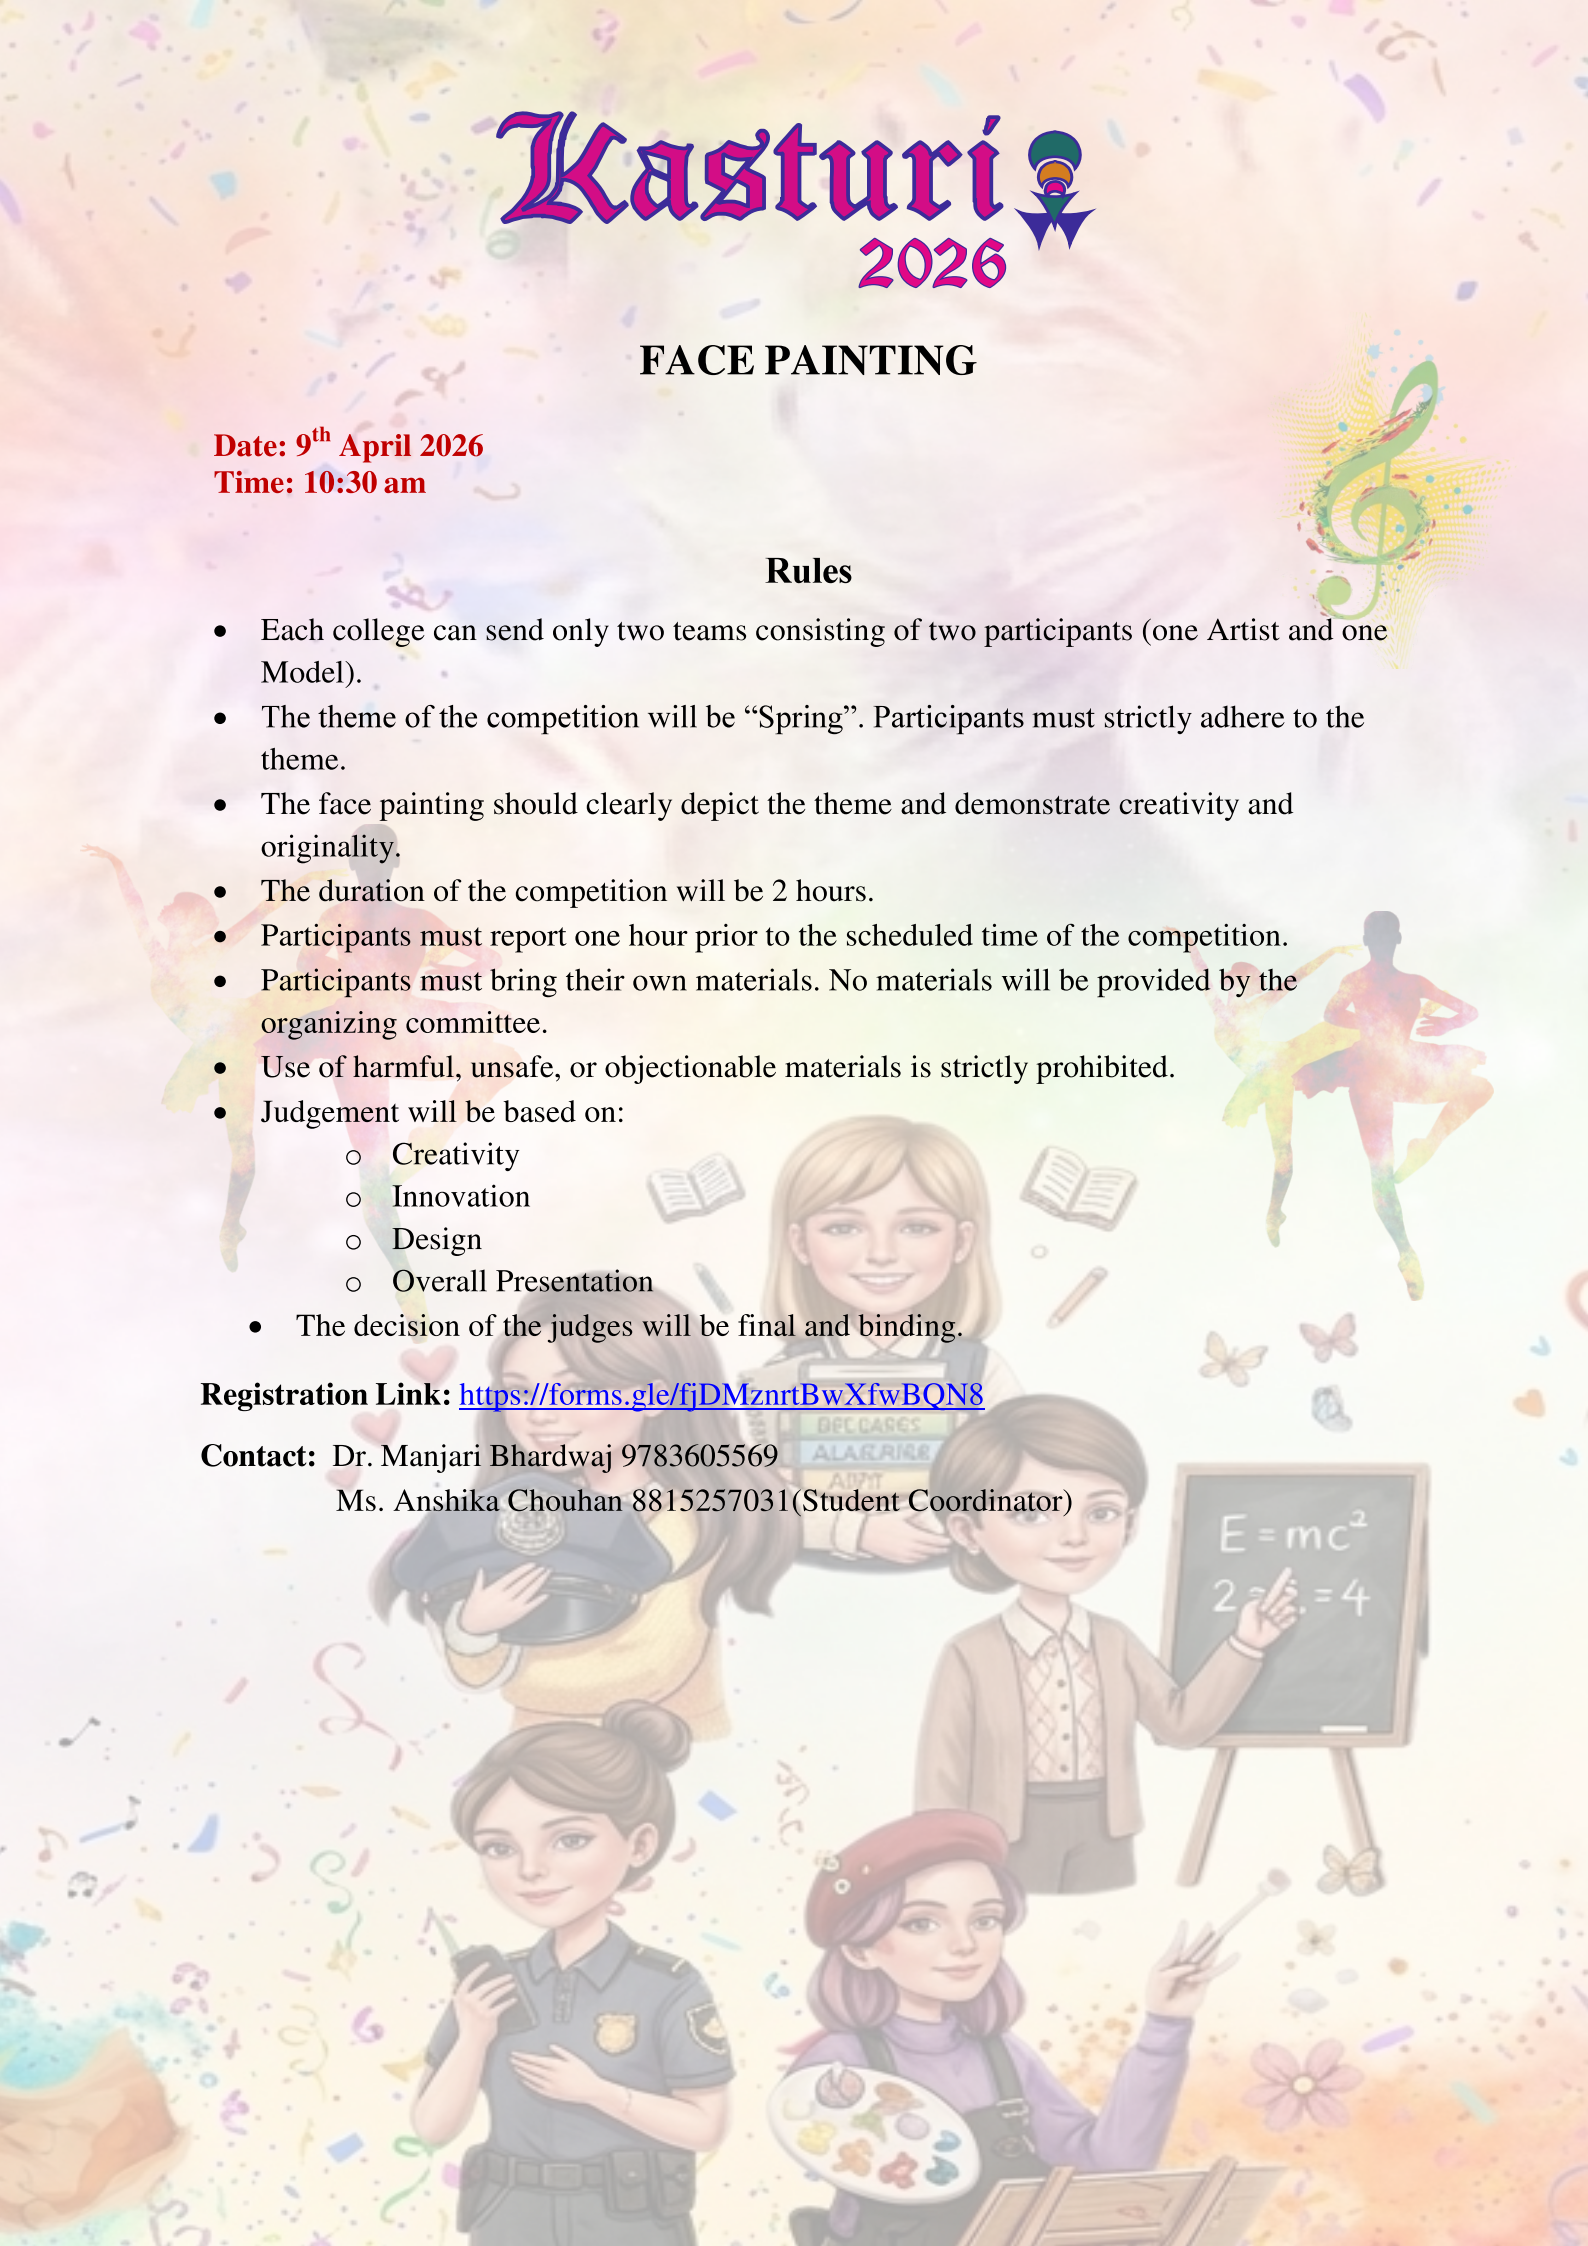 Kasturi
2026
FACE PAINTING
Date: 9th April 2026
Time: 10:30 am
Rules
• Each college can send only two teams consisting of two participants (one Artist and one
Model).
• The theme of the competition will be “Spring”. Participants must strictly adhere to the
theme.
• The face painting should clearly depict the theme and demonstrate creativity and
originality.
• The duration of the competition will be 2 hours.
• Participants must report one hour prior to the scheduled time of the competition.
• Participants must bring their own materials. No materials will be provided by the
organizing committee.
• Use of harmful, unsafe, or objectionable materials is strictly prohibited.
• Judgement will be based on:
o Creativity
o Innovation
o Design
o Overall Presentation
• The decision of the judges will be final and binding.
Registration Link: https://forms.gle/fjDMznrtBwXfwBQN8
Contact: Dr. Manjari Bhardwaj 9783605569
Ms. Anshika Chouhan 8815257031(Student Coordinator)
E = mc²
2 = 4